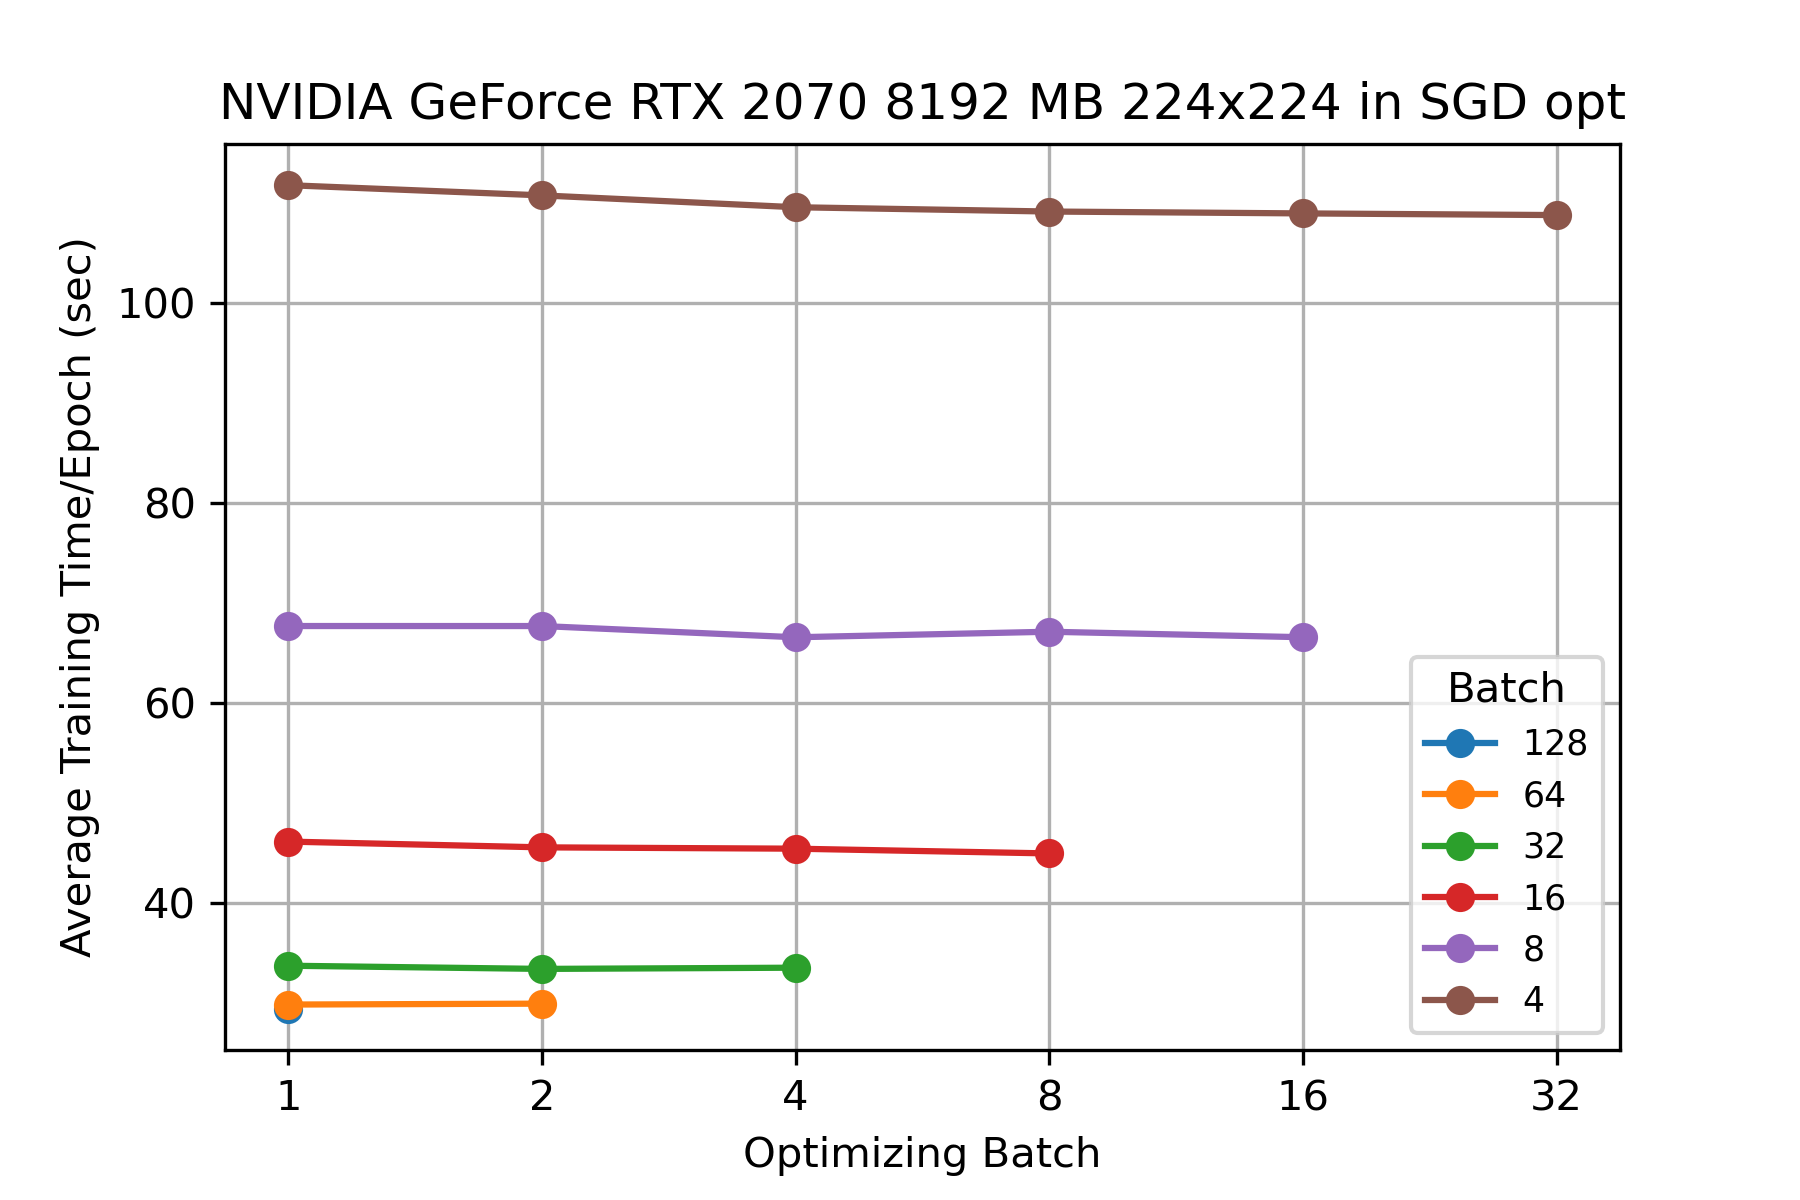 NVIDIA GeForce RTX 2070 8192 MB 224x224 in SGD opt
Average Training Time/Epoch (sec)
100
80
60
40
Batch
128
64
32
16
8
4
1 2 4 8 16 32
Optimizing Batch